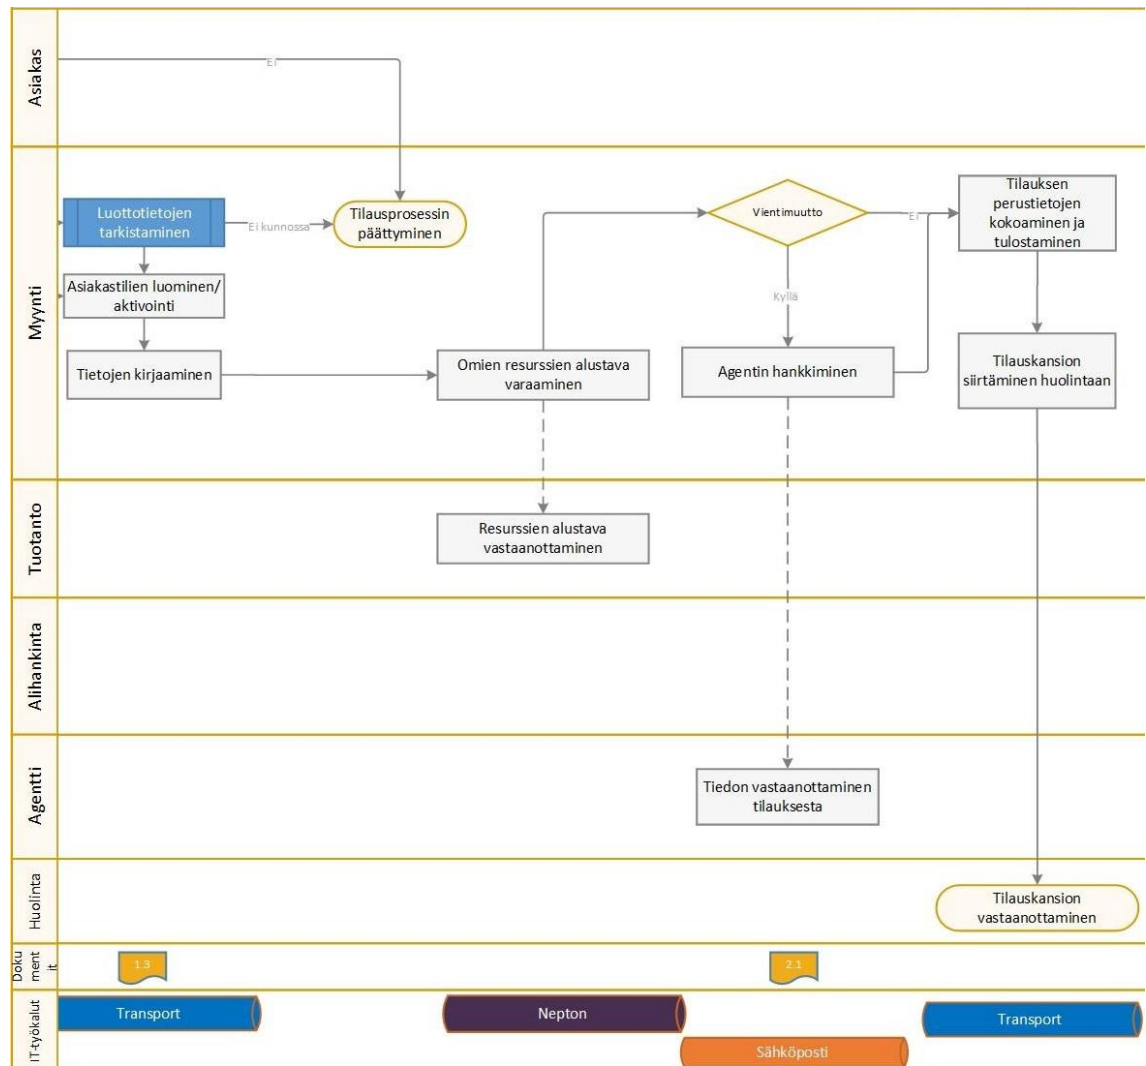 Asiakas
Ei
Myynti
Luottotietojen
tarkistaminen
Ei kunnossa
Tilausprosessin
päättyminen
Vientimuutto
Ei
Tilauksen
perustietojen
kokoaminen ja
tulostaminen
Asiakastilien luominen/
aktivointi
Kyllä
Tietojen kirjaaminen
Omien resurssien alustava
varaaminen
Agentin hankkiminen
Tilauskansion
siirtäminen huolintaan
Tuotanto
Resurssien alustava
vastaanottaminen
Alihankinta
Agentti
Tiedon vastaanottaminen
tilauksesta
Huolinta
Tilauskansion
vastaanottaminen
Doku
ment
it
1.3
2.1
IT-työkalut
Transport
Nepton
Transport
Sähköposti